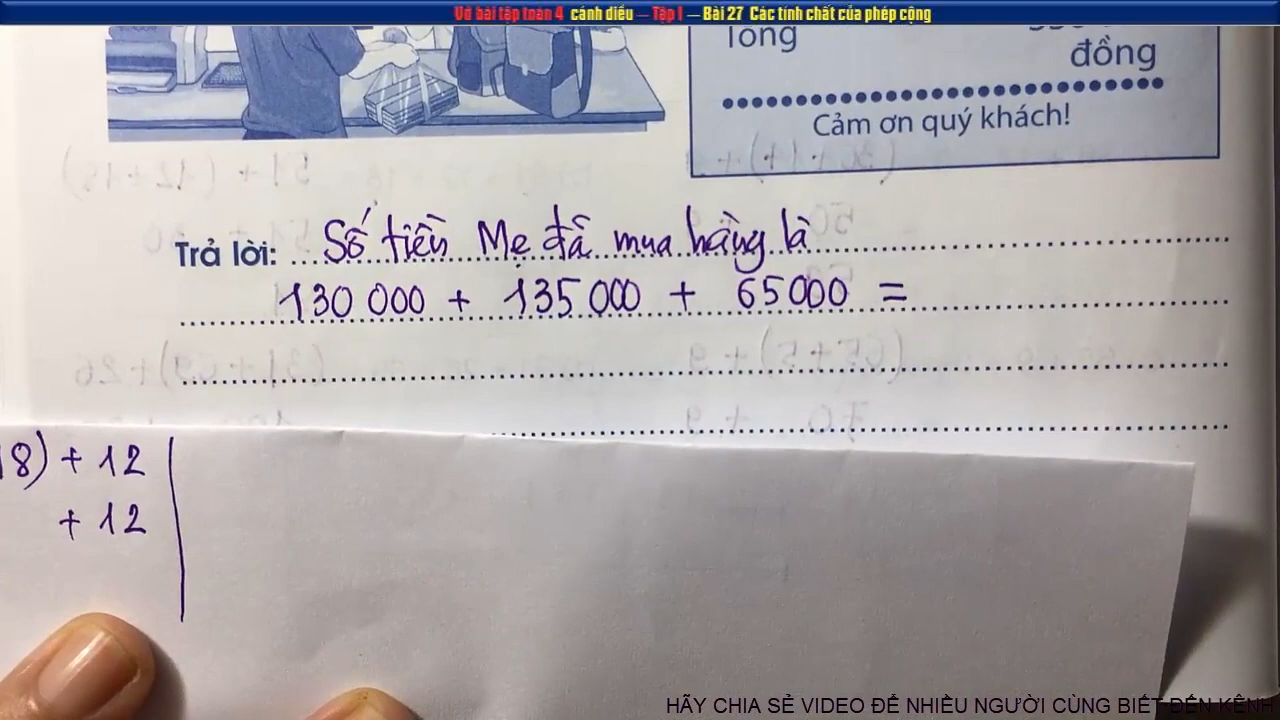 Vở bài tập toán 4 cánh diều – Tập 1 – Bài 27 Các tính chất của phép cộng
đồng
Cảm ơn quý khách!
Trả lời: Số tiền Mẹ đã mua hàng là
130 000 + 135 000 + 65 000 =
8) + 12
+ 12
HÃY CHIA SẺ VIDEO ĐỂ NHIỀU NGƯỜI CÙNG BIẾT ĐẾN KÊNH